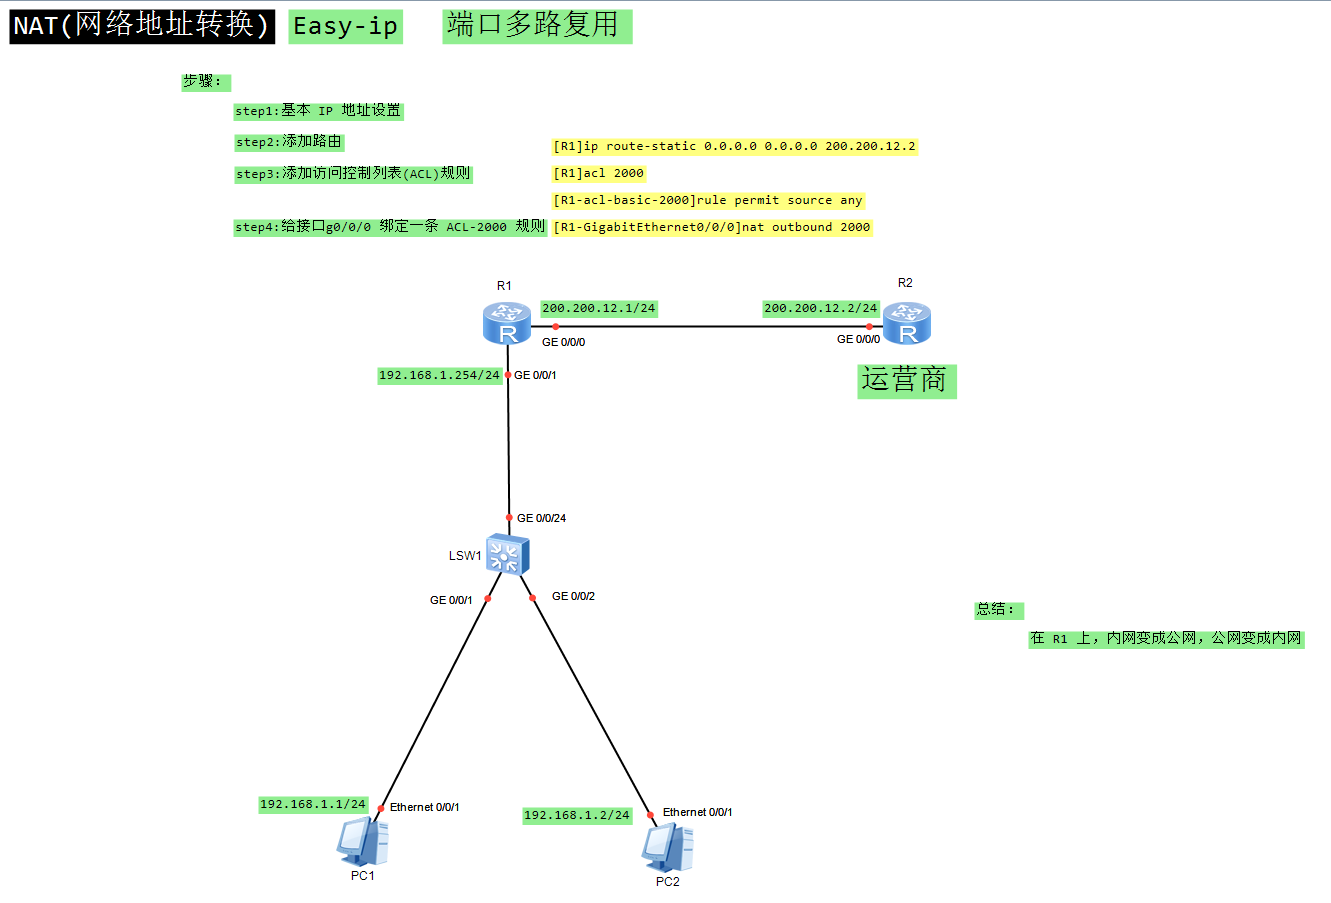 NAT(网络地址转换) Easy-ip 端口多路复用
步骤：
step1:基本 IP 地址设置
step2:添加路由
[R1]ip route-static 0.0.0.0 0.0.0.0 200.200.12.2
step3:添加访问控制列表(ACL)规则
[R1]acl 2000
[R1-acl-basic-2000]rule permit source any
step4:给接口g0/0/0 绑定一条 ACL-2000 规则
[R1-GigabitEthernet0/0/0]nat outbound 2000
R1
R2
200.200.12.1/24
200.200.12.2/24
R
R
GE 0/0/0
GE 0/0/0
192.168.1.254/24
GE 0/0/1
运营商
GE 0/0/24
LSW1
GE 0/0/1
GE 0/0/2
总结：
在 R1 上，内网变成公网，公网变成内网
192.168.1.1/24
Ethernet 0/0/1
192.168.1.2/24
Ethernet 0/0/1
PC1
PC2